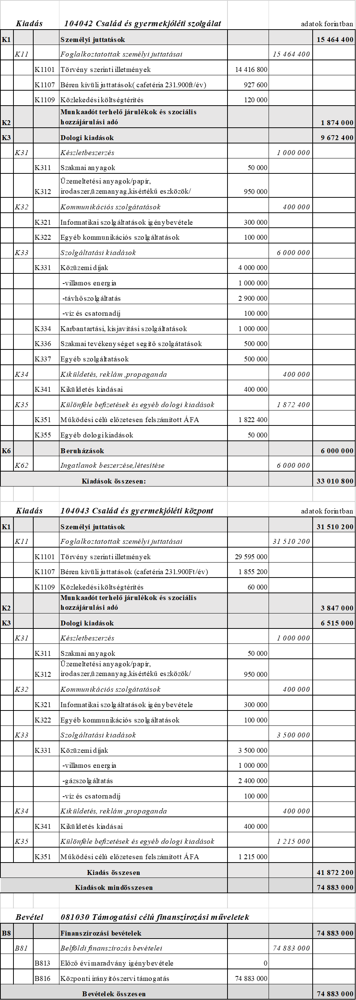 Kiadás 104042 Család és gyermekjóléti szolgálat adatok forintban
K1 Személyi juttatások 15 464 400
K11 Foglalkoztatottak személyi juttatásai 15 464 400
K1101 Törvény szerinti illetmények 14 416 800
K1107 Béren kívüli juttatások( cafetéria 231.900ft/év) 927 600
K1109 Közlekedési költségtérítés 120 000
Munkaadót terhelő járulékok és szociális
K2 hozzájárulási adó 1 874 000
K3 Dologi kiadások 9 672 400
K31 Készletbeszerzés 1 000 000
K311 Szakmai anyagok 50 000
Üzemeltetési anyagok/papír,
K312 irodaszer,üzemanyag,kisértékű eszközök/ 950 000
K32 Kommunikációs szolgátatások 400 000
K321 Informatikai szolgáltatások igénybevétele 300 000
K322 Egyéb kommunikációs szolgáltatások 100 000
K33 Szolgáltatási kiadások 6 000 000
K331 Közüzemi díjak 4 000 000
-villamos energia 1 000 000
-távhőszolgáltatás 2 900 000
-víz és csatornadíj 100 000
K334 Karbantartási, kisjavítási szolgáltatások 1 000 000
K336 Szakmai tevékenységet segítő szolgátatások 500 000
K337 Egyéb szolgáltatások 500 000
K34 Kiküldetés, reklám ,propaganda 400 000
K341 Kiküldetés kiadásai 400 000
K35 Különféle befizetések és egyéb dologi kiadások 1 872 400
K351 Működési célú előzetesen felszámított ÁFA 1 822 400
K355 Egyéb dologi kiadások 50 000
K6 Beruházások 6 000 000
K62 Ingatlanok beszerzése,létesítése 6 000 000
Kiadások összesen: 33 010 800
Kiadás 104043 Család és gyermekjóléti központ adatok forintban
K1 Személyi juttatások 31 510 200
K11 Foglalkoztatottak személyi juttatásai 31 510 200
K1101 Törvény szerinti illetmények 29 595 000
K1107 Béren kívüli juttatások (cafetéria 231.900Ft/év) 1 855 200
K1109 Közlekedési költségtérítés 60 000
Munkaadót terhelő járulékok és szociális
K2 hozzájárulási adó 3 847 000
K3 Dologi kiadások 6 515 000
K31 Készletbeszerzés 1 000 000
K311 Szakmai anyagok 50 000
Üzemeltetési anyagok/papír,
K312 irodaszer,üzemanyag,kisértékű eszközök/ 950 000
K32 Kommunikációs szolgátatások 400 000
K321 Informatikai szolgáltatások igénybevétele 300 000
K322 Egyéb kommunikációs szolgáltatások 100 000
K33 Szolgáltatási kiadások 3 500 000
K331 Közüzemi díjak 3 500 000
-villamos energia 1 000 000
-gázszolgáltatás 2 400 000
-víz és csatornadíj 100 000
K34 Kiküldetés, reklám ,propaganda 400 000
K341 Kiküldetés kiadásai 400 000
K35 Különféle befizetések és egyéb dologi kiadások 1 215 000
K351 Működési célú előzetesen felszámított ÁFA 1 215 000
Kiadás összesen 41 872 200
Kiadások mindösszesen 74 883 000
Bevétel 081030 Támogatási célú finanszírozási műveletek
B8 Finanszírozási bevételek 74 883 000
B81 Belföldi finanszírozás bevételei 74 883 000
B813 Előző évi maradvány igénybevétele 0
B816 Központi irányítószervi támogatás 74 883 000
Bevételek összesen 74 883 000